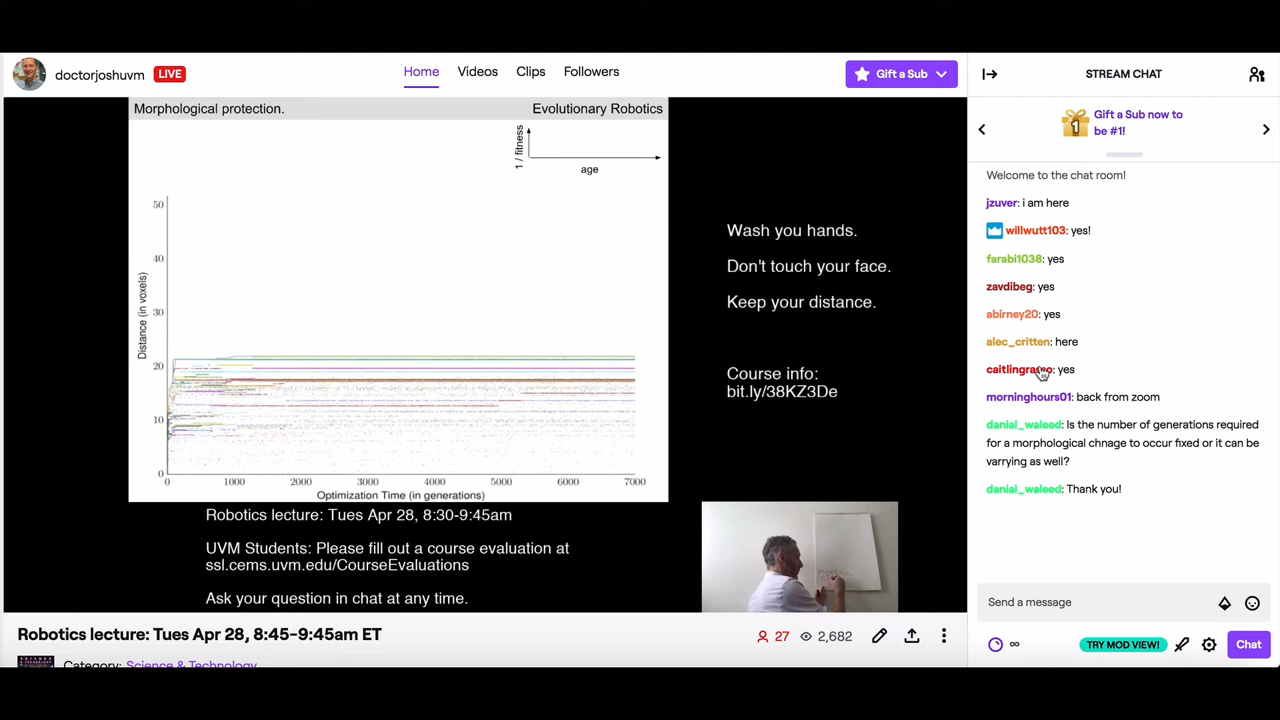 doctorjoshuvm LIVE
Home Videos Clips Followers
Gift a Sub
STREAM CHAT
Morphological protection. Evolutionary Robotics
1 / fitness
age
50
40
30
20
10
0
Distance (in voxels)
0 1000 2000 3000 4000 5000 6000 7000
Optimization Time (in generations)
Wash you hands.
Don't touch your face.
Keep your distance.
Course info:
bit.ly/38KZ3De
Robotics lecture: Tues Apr 28, 8:30-9:45am
UVM Students: Please fill out a course evaluation at
ssl.cems.uvm.edu/CourseEvaluations
Ask your question in chat at any time.
Robotics lecture: Tues Apr 28, 8:45-9:45am ET
27 2,682
Category: Science & Technology
1
Gift a Sub now to
be #1!
Welcome to the chat room!
jzuver: i am here
willwutt103: yes!
farabi1038: yes
zavdibeg: yes
abirney20: yes
alec_critten: here
yes
morninghours01: back from zoom
danial_waleed: Is the number of generations required
for a morphological chnage to occur fixed or it can be
varrying as well?
danial_waleed: Thank you!
Send a message
∞ TRY MOD VIEW! Chat